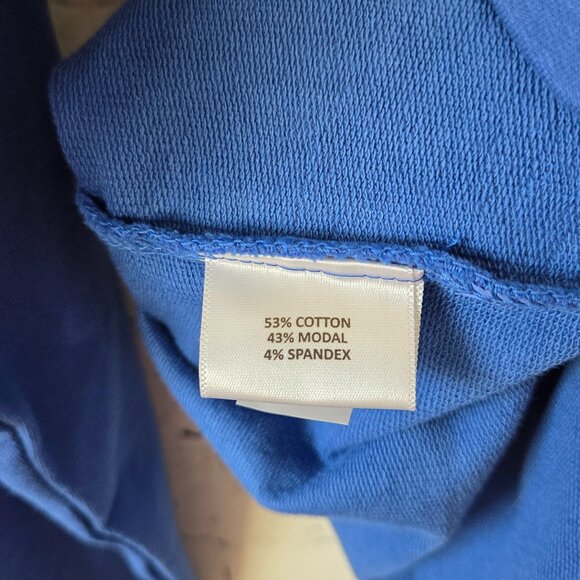 53% COTTON
43% MODAL
4% SPANDEX